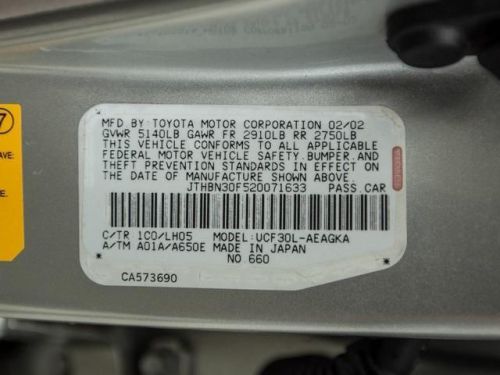 MFD BY: TOYOTA MOTOR CORPORATION 02/02
GVWR 5140LB GAWR FR 2910LB RR 2750LB
THIS VEHICLE CONFORMS TO ALL APPLICABLE
FEDERAL MOTOR VEHICLE SAFETY, BUMPER, AND
THEFT PREVENTION STANDARDS IN EFFECT ON
THE DATE OF MANUFACTURE SHOWN ABOVE.
JTHBN30F520071633 PASS. CAR
C/TR 1C0/LH05 MODEL: UCF30L-AEAGKA
A/TM A01A/A650E MADE IN JAPAN
NO 660
CA573690
7
AVE: